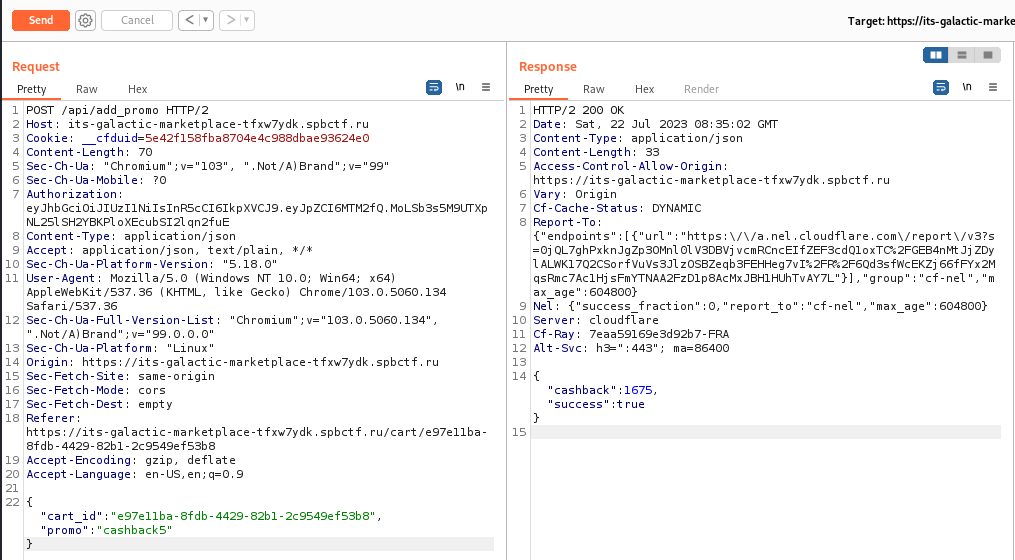 Send
Cancel
Target: https://its-galactic-marke
Request
Pretty Raw Hex
\n
1 POST /api/add_promo HTTP/2
2 Host: its-galactic-marketplace-tfxw7ydk.spbctf.ru
3 Cookie: __cfduid=5e42f158fba8704e4c988dbae93624e0
4 Content-Length: 70
5 Sec-Ch-Ua: "Chromium";v="103", ".Not/A)Brand";v="99"
6 Sec-Ch-Ua-Mobile: ?0
7 Authorization:
eyJhbGciOiJIUzI1NiIsInR5cCI6IkpXVCJ9.eyJpZCI6MTM2fQ.MoLSb3s5M9UTXp
NL25lSH2YBKPloXEcubSI2lqn2fuE
8 Content-Type: application/json
9 Accept: application/json, text/plain, */*
10 Sec-Ch-Ua-Platform-Version: "5.18.0"
11 User-Agent: Mozilla/5.0 (Windows NT 10.0; Win64; x64)
AppleWebKit/537.36 (KHTML, like Gecko) Chrome/103.0.5060.134
Safari/537.36
12 Sec-Ch-Ua-Full-Version-List: "Chromium";v="103.0.5060.134",
".Not/A)Brand";v="99.0.0.0"
13 Sec-Ch-Ua-Platform: "Linux"
14 Origin: https://its-galactic-marketplace-tfxw7ydk.spbctf.ru
15 Sec-Fetch-Site: same-origin
16 Sec-Fetch-Mode: cors
17 Sec-Fetch-Dest: empty
18 Referer:
https://its-galactic-marketplace-tfxw7ydk.spbctf.ru/cart/e97e11ba-
8fdb-4429-82b1-2c9549ef53b8
19 Accept-Encoding: gzip, deflate
20 Accept-Language: en-US,en;q=0.9
21
22 {
"cart_id":"e97e11ba-8fdb-4429-82b1-2c9549ef53b8",
"promo":"cashback5"
}
Response
Pretty Raw Hex Render
\n
1 HTTP/2 200 OK
2 Date: Sat, 22 Jul 2023 08:35:02 GMT
3 Content-Type: application/json
4 Content-Length: 33
5 Access-Control-Allow-Origin:
https://its-galactic-marketplace-tfxw7ydk.spbctf.ru
6 Vary: Origin
7 Cf-Cache-Status: DYNAMIC
8 Report-To:
{"endpoints":[{"url":"https:\/\/a.nel.cloudflare.com\/report\/v3?s
=0jQL7ghPxknJgZp3OMnlOlV3DBVjvcmRCncEIfZEF3cdQ1oxTC%2FGEB4nMtJjZDy
lALWK17Q2CSorfVuVs3JlzOSBZeqb3FEHHeg7vI%2FR%2F6Qd3sfWcEKZj66fFYx2M
qsRmc7Ac1HjsFmYTNAA2FzD1p8AcMxJBH1HUhTvAY7L"}],"group":"cf-nel","m
ax_age":604800}
9 Nel: {"success_fraction":0,"report_to":"cf-nel","max_age":604800}
10 Server: cloudflare
11 Cf-Ray: 7eaa59169e3d92b7-FRA
12 Alt-Svc: h3=":443"; ma=86400
13
14 {
"cashback":1675,
"success":true
}
15